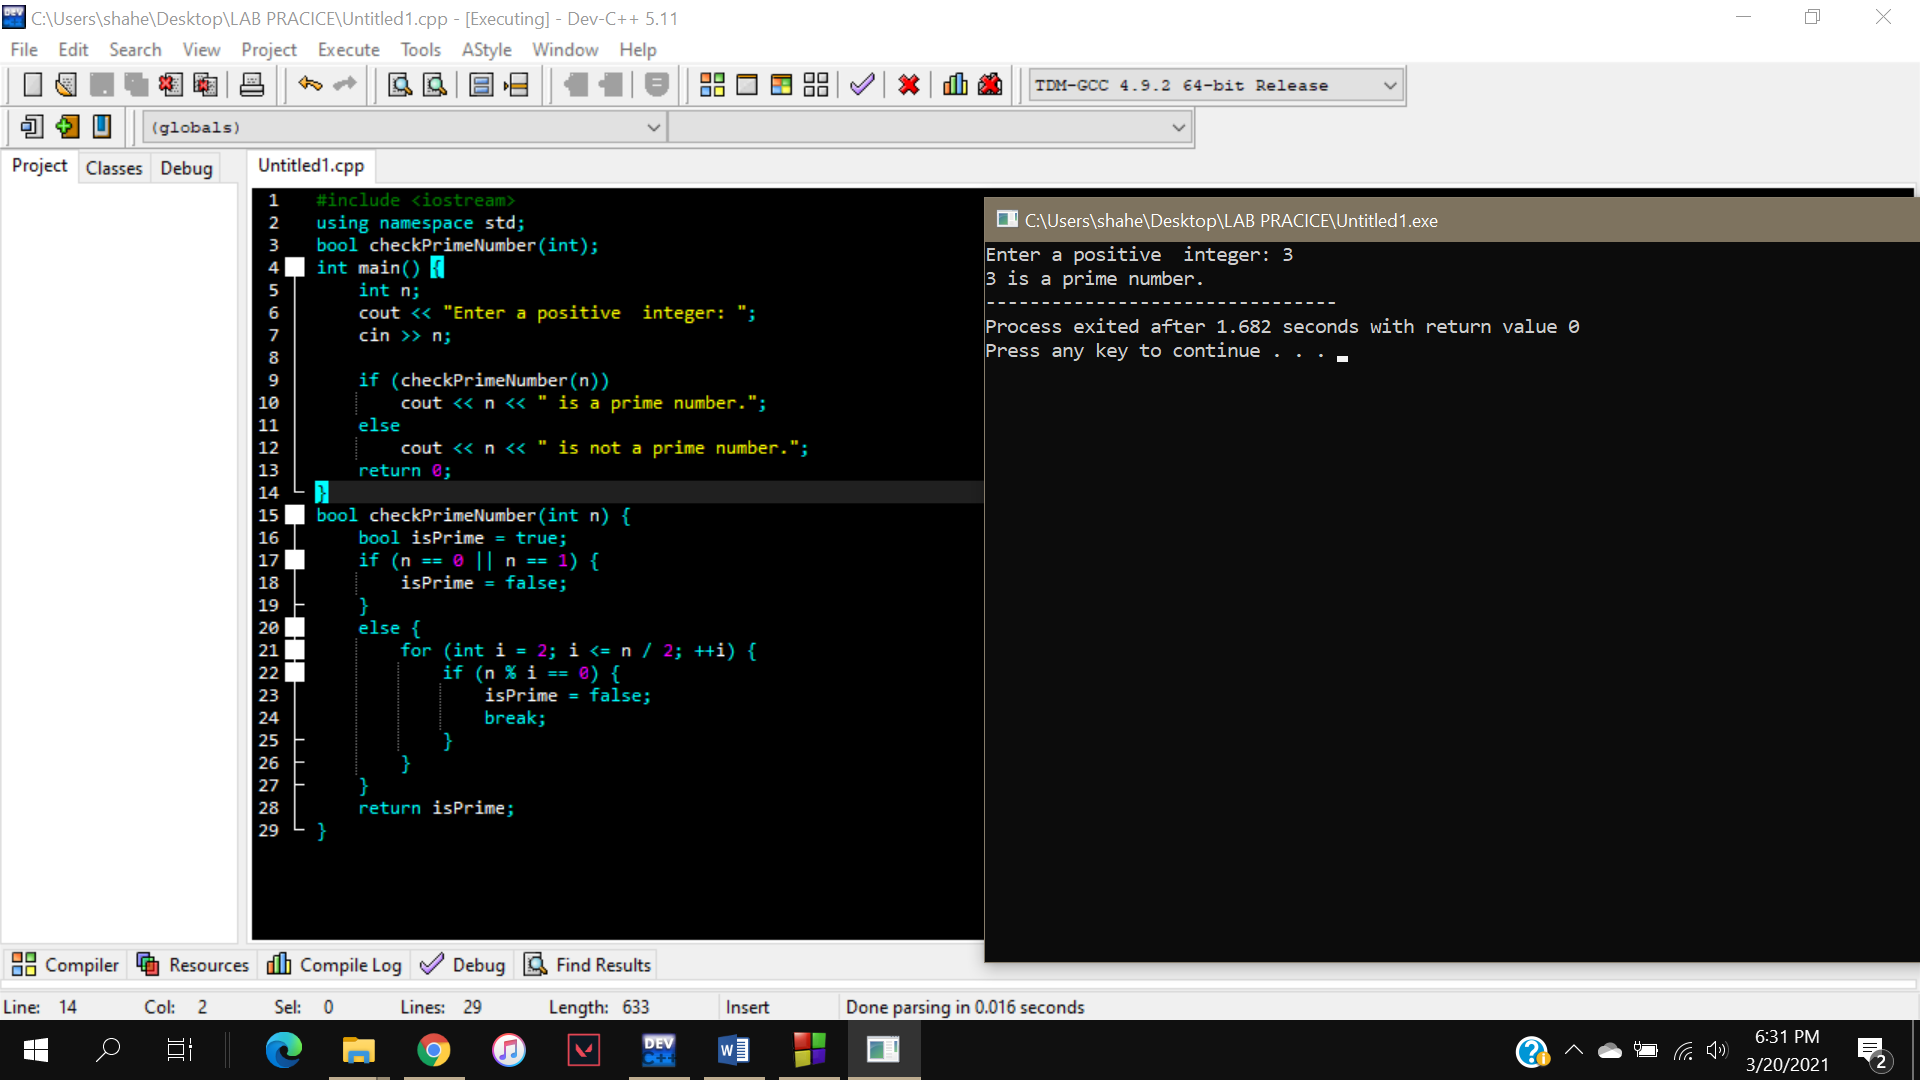 C:\Users\shahe\Desktop\LAB PRACICE\Untitled1.cpp - [Executing] - Dev-C++ 5.11
File Edit Search View Project Execute Tools AStyle Window Help
TDM-GCC 4.9.2 64-bit Release
(globals)
Project Classes Debug
Untitled1.cpp
1 #include <iostream>
2 using namespace std;
3 bool checkPrimeNumber(int);
4 int main() {
5 int n;
6 cout << "Enter a positive  integer: ";
7 cin >> n;
8
9 if (checkPrimeNumber(n))
10 cout << n << " is a prime number.";
11 else
12 cout << n << " is not a prime number.";
13 return 0;
14 }
15 bool checkPrimeNumber(int n) {
16 bool isPrime = true;
17 if (n == 0 || n == 1) {
18 isPrime = false;
19 }
20 else {
21 for (int i = 2; i <= n / 2; ++i) {
22 if (n % i == 0) {
23 isPrime = false;
24 break;
25 }
26 }
27 }
28 return isPrime;
29 }
C:\Users\shahe\Desktop\LAB PRACICE\Untitled1.exe
Enter a positive  integer: 3
3 is a prime number.
--------------------------------
Process exited after 1.682 seconds with return value 0
Press any key to continue . . .
Compiler Resources Compile Log Debug Find Results
Line: 14 Col: 2 Sel: 0 Lines: 29 Length: 633 Insert Done parsing in 0.016 seconds
DEV C++
6:31 PM
3/20/2021
2